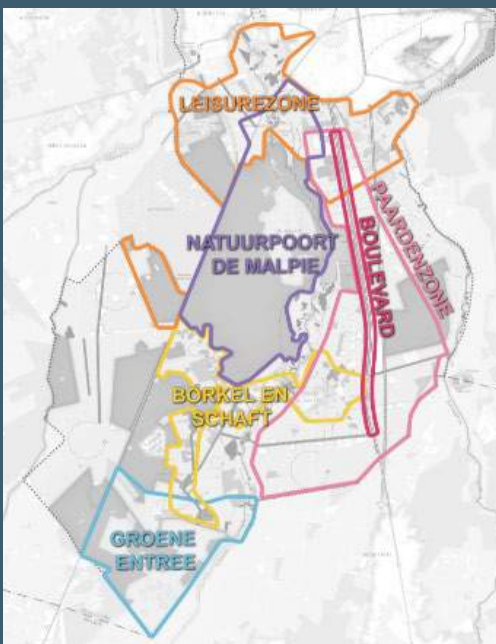 LEISUREZONE
NATUURPOORT
DE MALPIE
PAARDENZONE
BOULEVARD
BORKEL EN
SCHAFT
GROENE
ENTREE